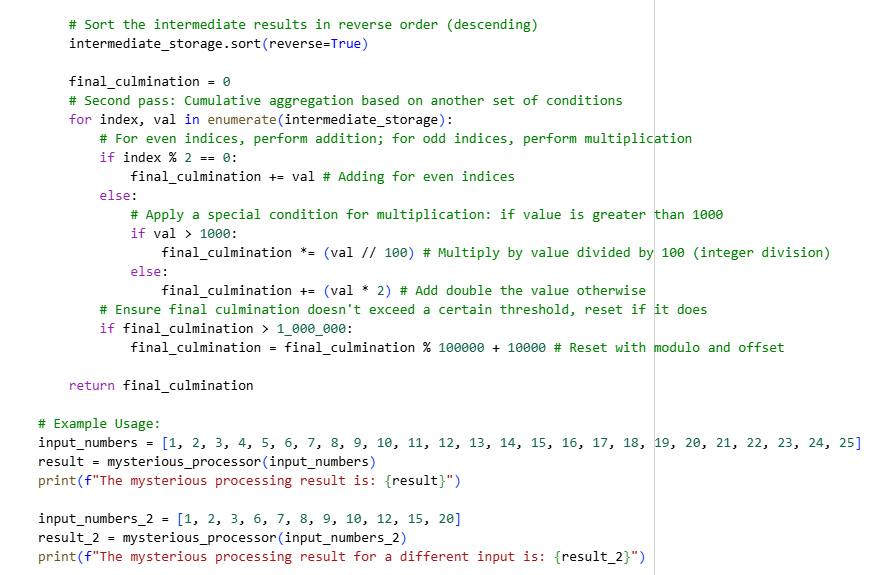 # Sort the intermediate results in reverse order (descending)
intermediate_storage.sort(reverse=True)
final_culmination = 0
# Second pass: Cumulative aggregation based on another set of conditions
for index, val in enumerate(intermediate_storage):
# For even indices, perform addition; for odd indices, perform multiplication
if index % 2 == 0:
final_culmination += val # Adding for even indices
else:
# Apply a special condition for multiplication: if value is greater than 1000
if val > 1000:
final_culmination *= (val // 100) # Multiply by value divided by 100 (integer division)
else:
final_culmination += (val * 2) # Add double the value otherwise
# Ensure final culmination doesn't exceed a certain threshold, reset if it does
if final_culmination > 1_000_000:
final_culmination = final_culmination % 100000 + 10000 # Reset with modulo and offset
return final_culmination
# Example Usage:
input_numbers = [1, 2, 3, 4, 5, 6, 7, 8, 9, 10, 11, 12, 13, 14, 15, 16, 17, 18, 19, 20, 21, 22, 23, 24, 25]
result = mysterious_processor(input_numbers)
print(f"The mysterious processing result is: {result}")
input_numbers_2 = [1, 2, 3, 6, 7, 8, 9, 10, 12, 15, 20]
result_2 = mysterious_processor(input_numbers_2)
print(f"The mysterious processing result for a different input is: {result_2}")